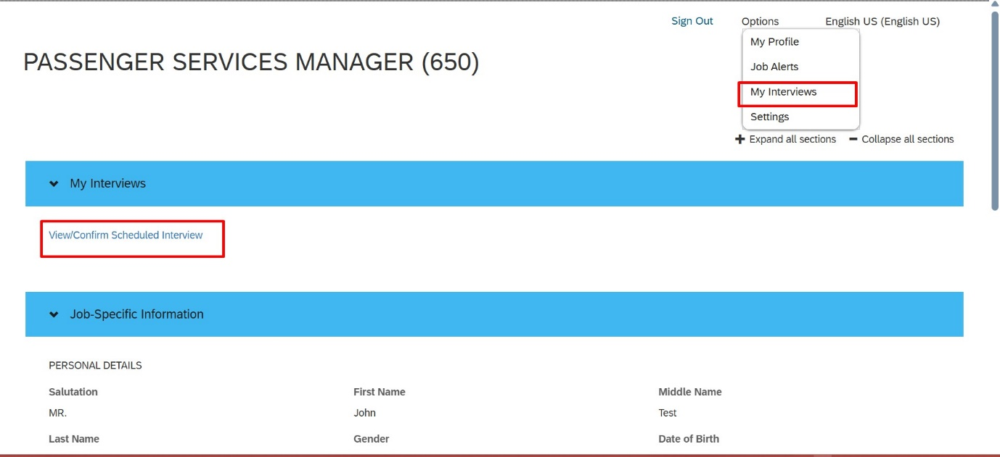 Sign Out Options English US (English US)
My Profile
PASSENGER SERVICES MANAGER (650)
Job Alerts
My Interviews
Settings
Expand all sections Collapse all sections
My Interviews
View/Confirm Scheduled Interview
Job-Specific Information
PERSONAL DETAILS
Salutation First Name Middle Name
MR. John Test
Last Name Gender Date of Birth